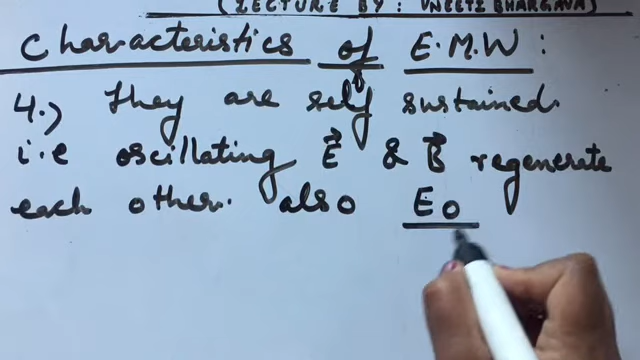 (LECTURE BY: VNEETI BHARGAVA)
Characteristics of E.M.W:
4.) they are self sustained.
i.e oscillating E⃗ & B⃗ regenerate
each other. also E0